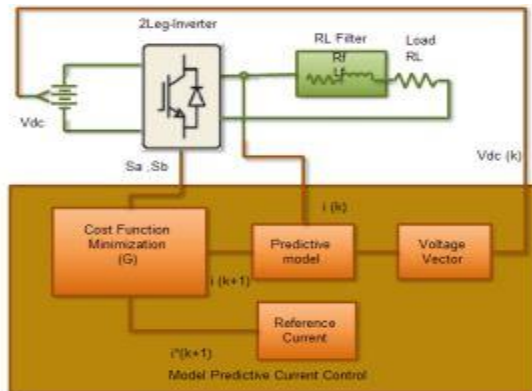 2Leg-Inverter
RL Filter
Rf
Lf
Load
RL
Vdc
Sa ,Sb
Vdc (k)
i (k)
Cost Function
Minimization
(G)
Predictive
model
Voltage
Vector
i (k+1)
Reference
Current
i*(k+1)
Model Predictive Current Control